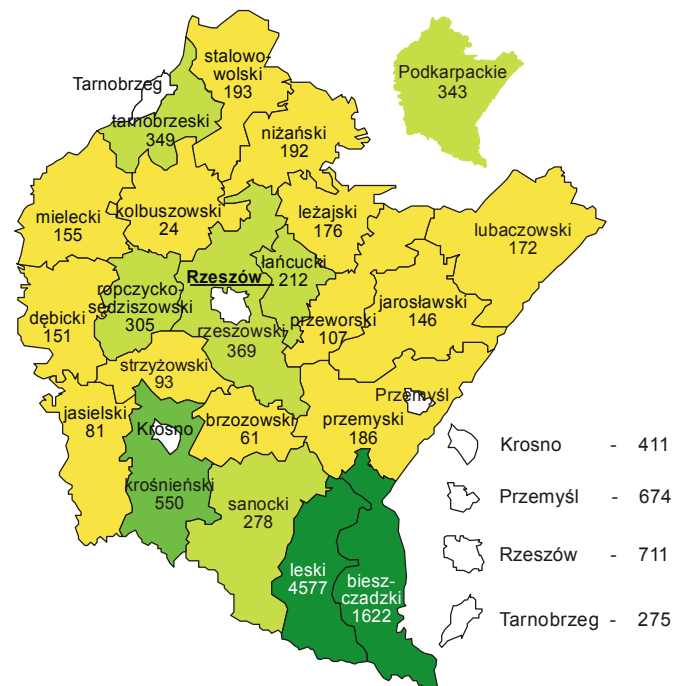 stalowo-
wolski
193
Podkarpackie
343
Tarnobrzeg
tarnobrzeski
349
niżański
192
mielecki
155
kolbuszowski
24
leżajski
176
lubaczowski
172
ropczycko-
sędziszowski
305
Rzeszów
rzeszowski
369
łańcucki
212
dębicki
151
przeworski
107
jarosławski
146
strzyżowski
93
jasielski
81
Krosno
krośnieński
550
brzozowski
61
Przemyśl
przemyski
186
sanocki
278
leski
4577
biesz-
czadzki
1622
Krosno - 411
Przemyśl - 674
Rzeszów - 711
Tarnobrzeg - 275